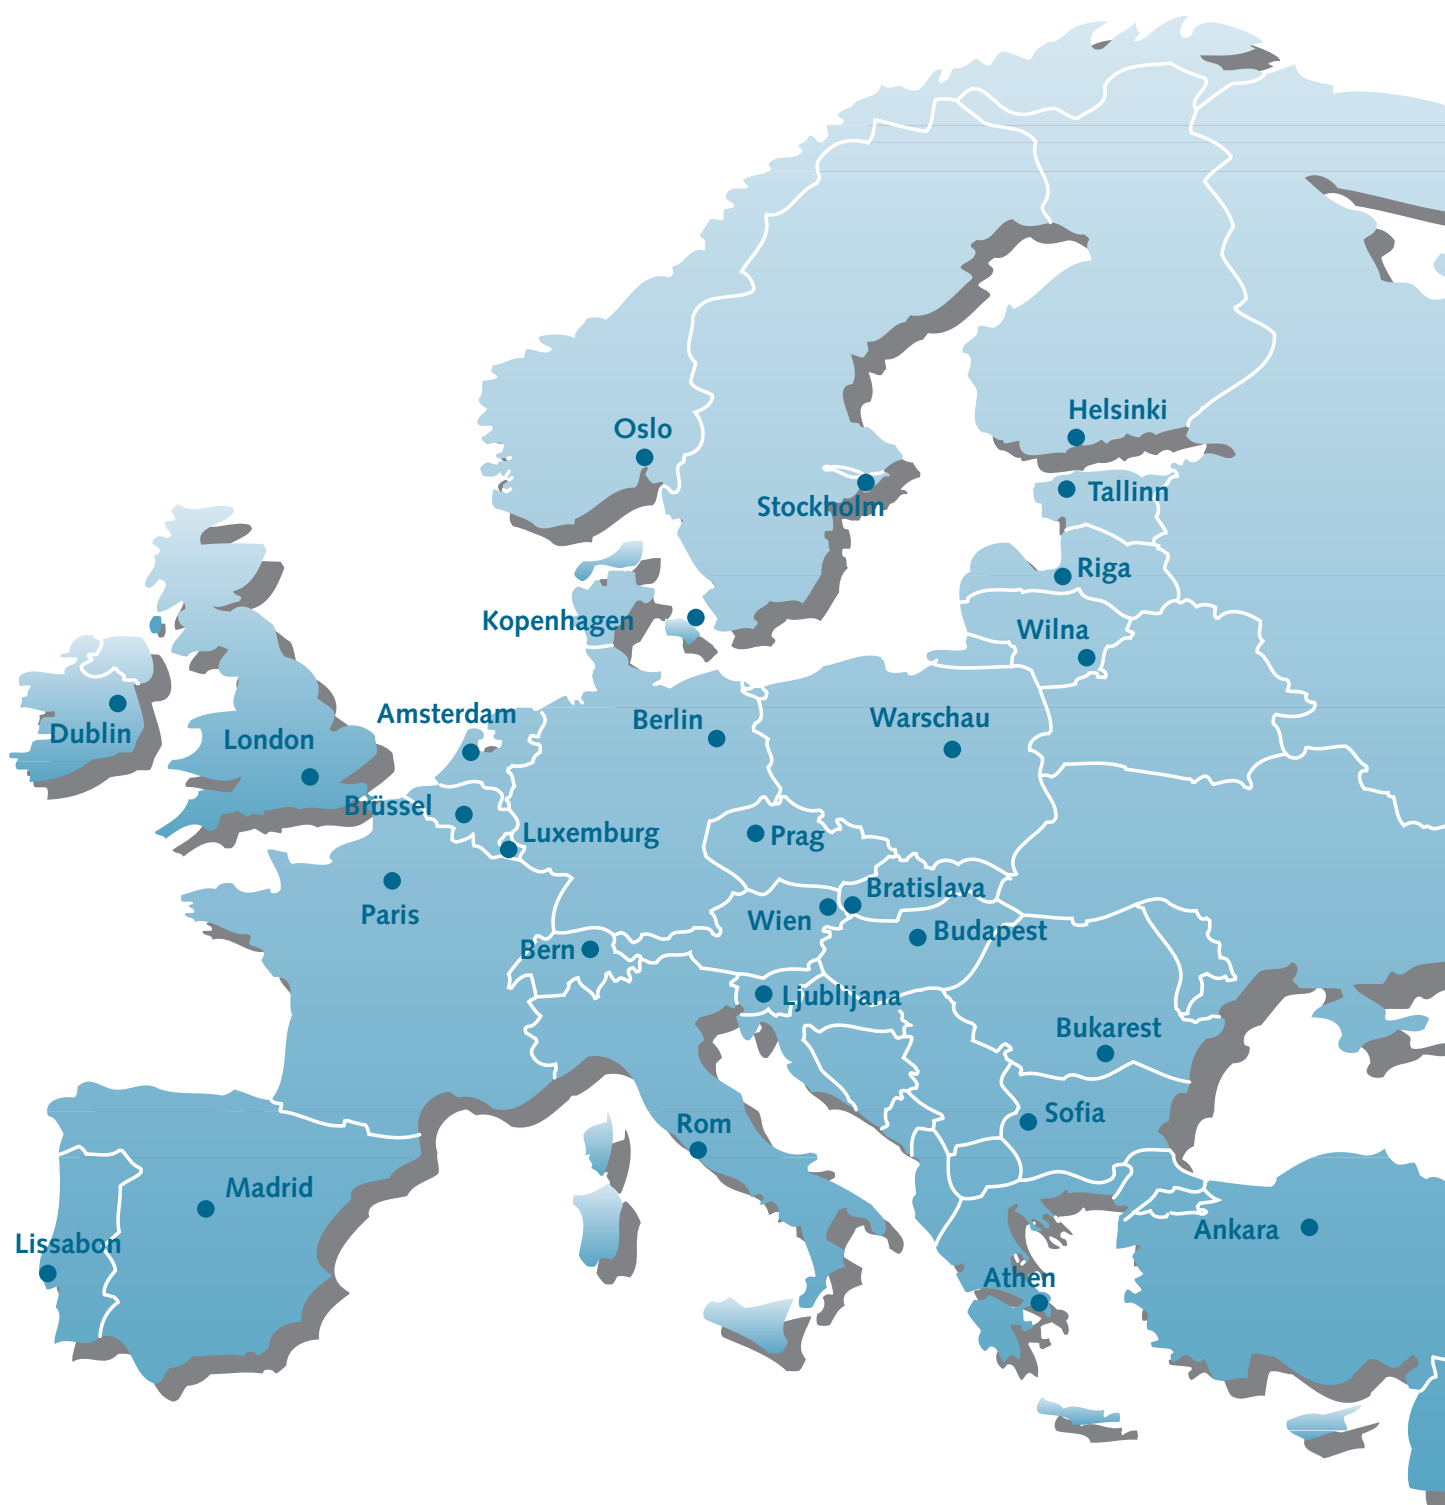 Helsinki
Oslo
Tallinn
Stockholm
Riga
Kopenhagen
Wilna
Amsterdam
Berlin
Warschau
Dublin
London
Brüssel
Luxemburg
Prag
Bratislava
Paris
Wien
Budapest
Bern
Ljublijana
Bukarest
Sofia
Rom
Madrid
Ankara
Lissabon
Athen